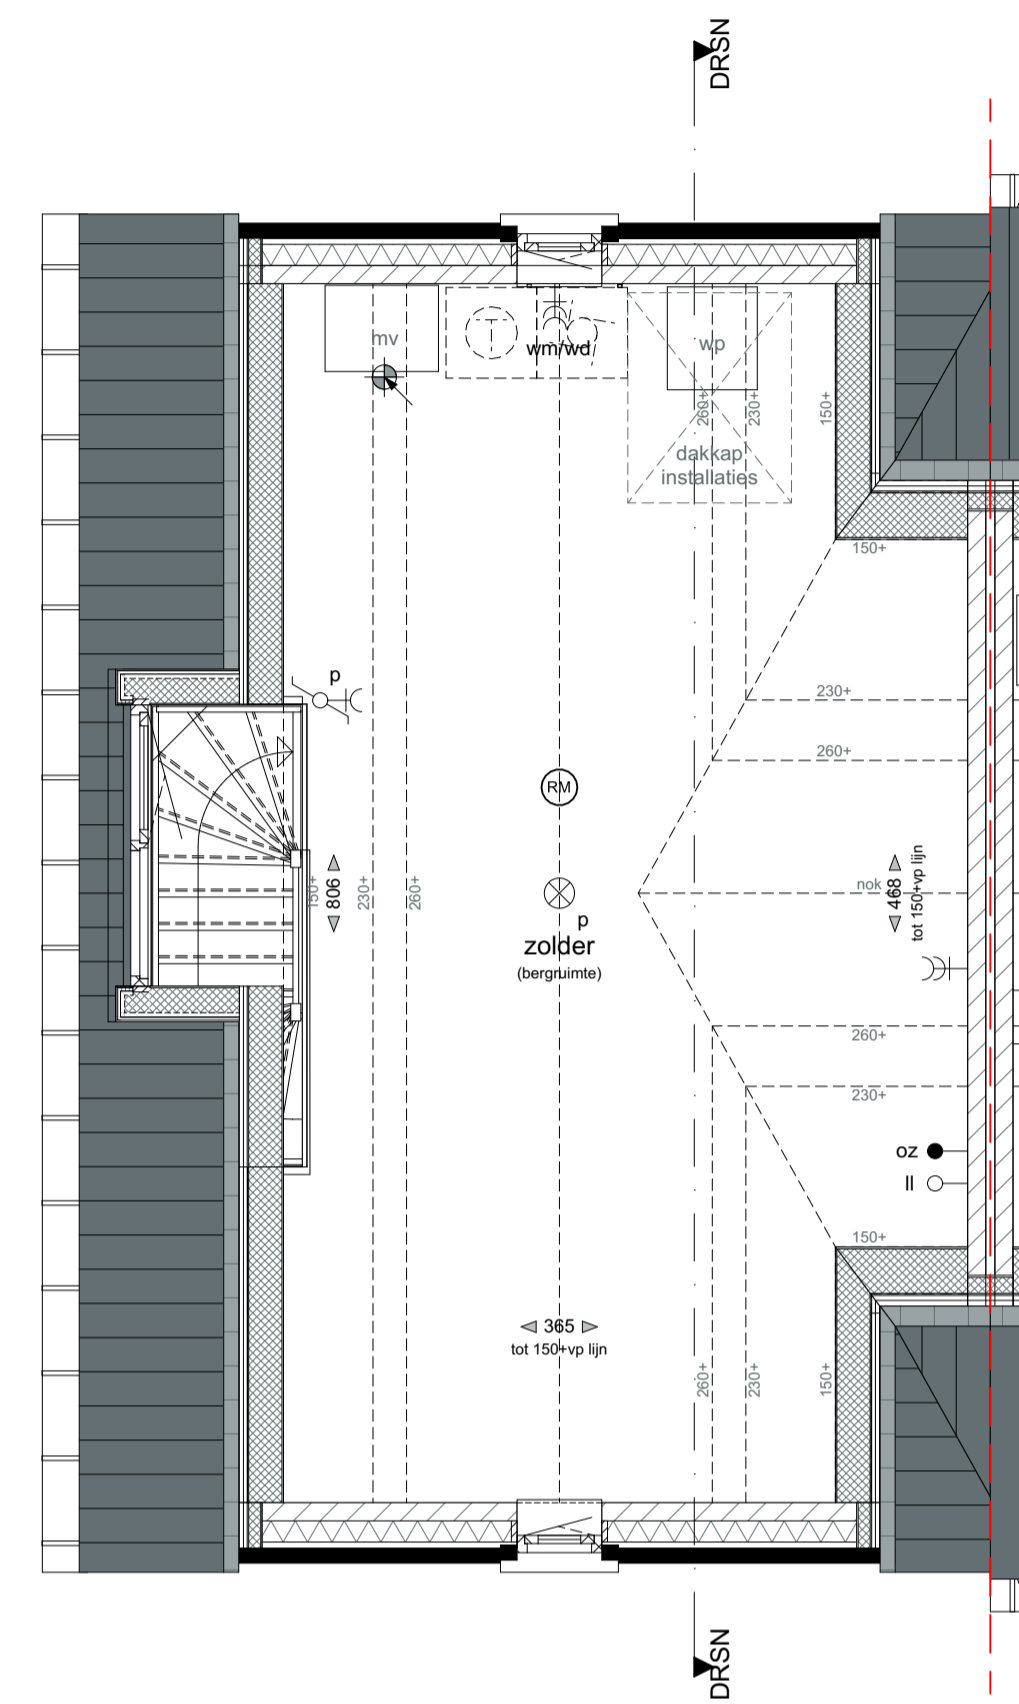 DRSN
mv
wm/wd
wp
260+
230+
150+
dakkap
installaties
150+
p
230+
260+
RM
150+
806
230+
260+
nok
468
tot 150+vp lijn
p
zolder
(bergruimte)
260+
230+
oz
ll
150+
365
tot 150+vp lijn
260+
230+
150+
DRSN